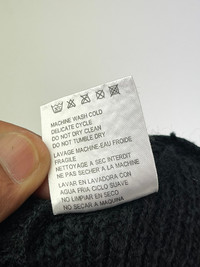 MACHINE WASH COLD
DELICATE CYCLE
DO NOT DRY CLEAN
DO NOT TUMBLE DRY
LAVAGE MACHINE-EAU FROIDE
FRAGILE
NETTOYAGE A SEC INTERDIT
NE PAS SECHER A LA MACHINE
LAVAR EN LAVADORA CON
AGUA FRIA CICLO SUAVE
NO LIMPIAR EN SECO
NO SECAR A MAQUINA